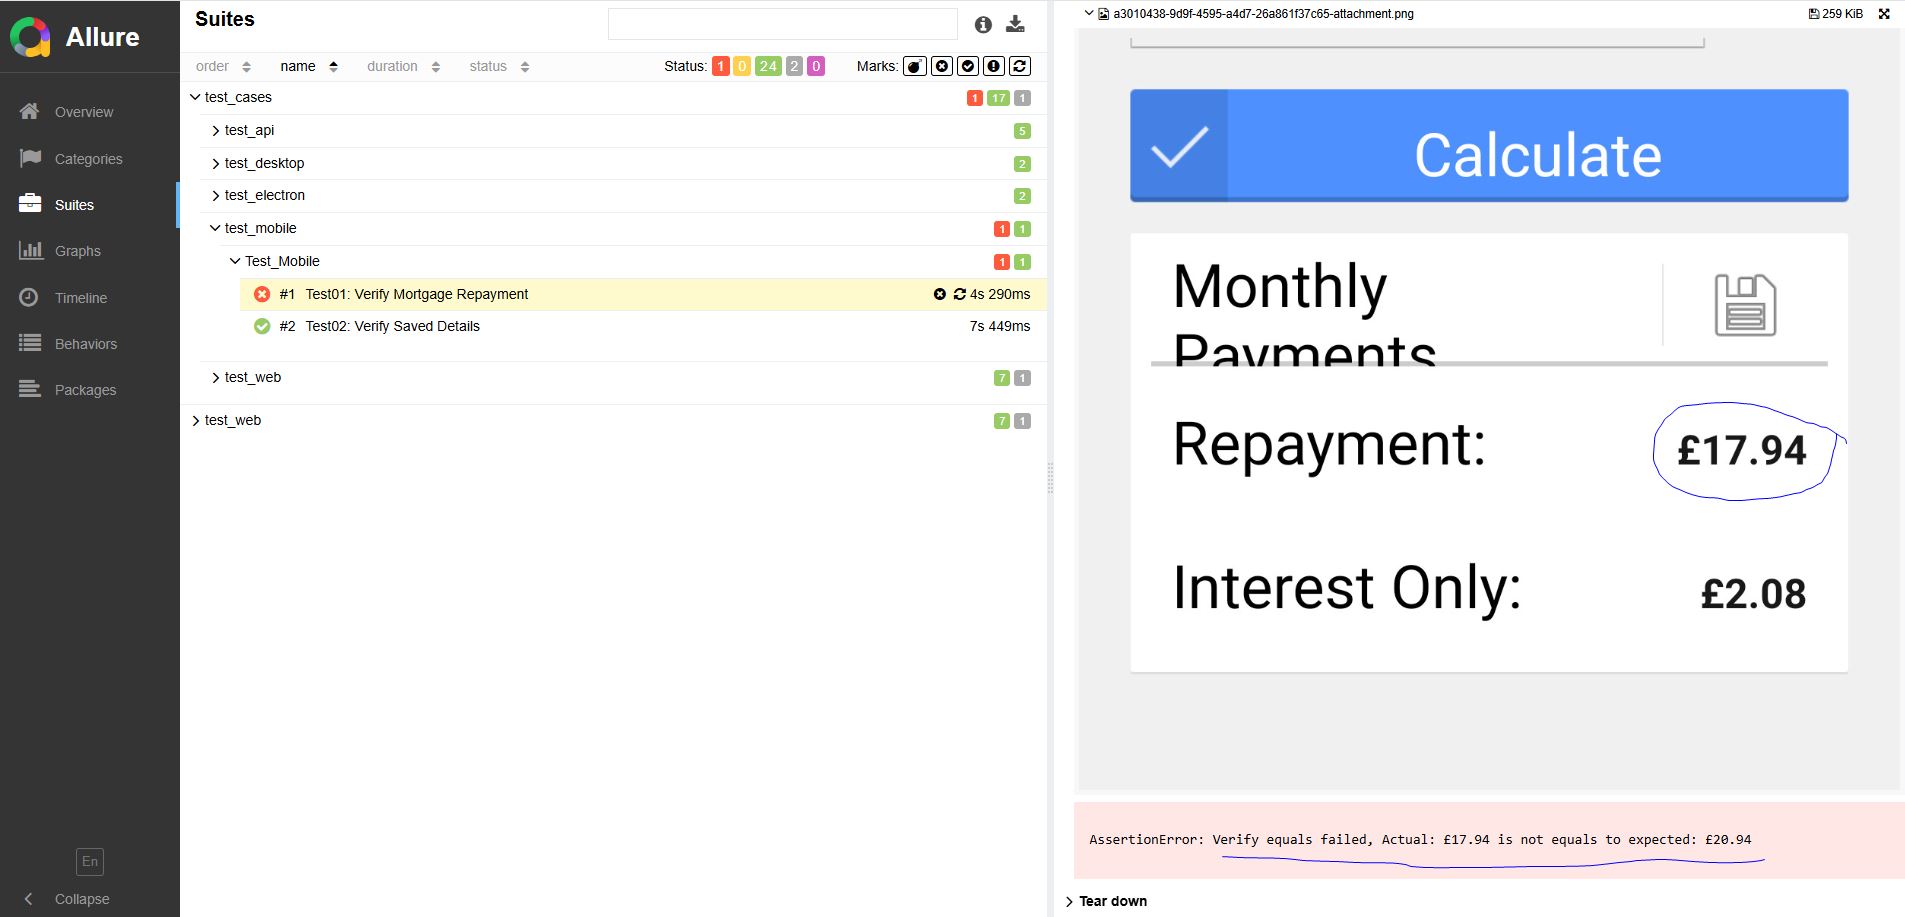 Allure
Overview
Categories
Suites
Graphs
Timeline
Behaviors
Packages
En
Collapse
Suites
order name duration status Status: 1 0 24 2 0 Marks:
test_cases 1 17 1
test_api 5
test_desktop 2
test_electron 2
test_mobile 1 1
Test_Mobile 1 1
#1 Test01: Verify Mortgage Repayment 4s 290ms
#2 Test02: Verify Saved Details 7s 449ms
test_web 7 1
test_web 7 1
a3010438-9d9f-4595-a4d7-26a861f37c65-attachment.png 259 KiB
Calculate
Monthly
Payments
Repayment: £17.94
Interest Only: £2.08
AssertionError: Verify equals failed, Actual: £17.94 is not equals to expected: £20.94
Tear down